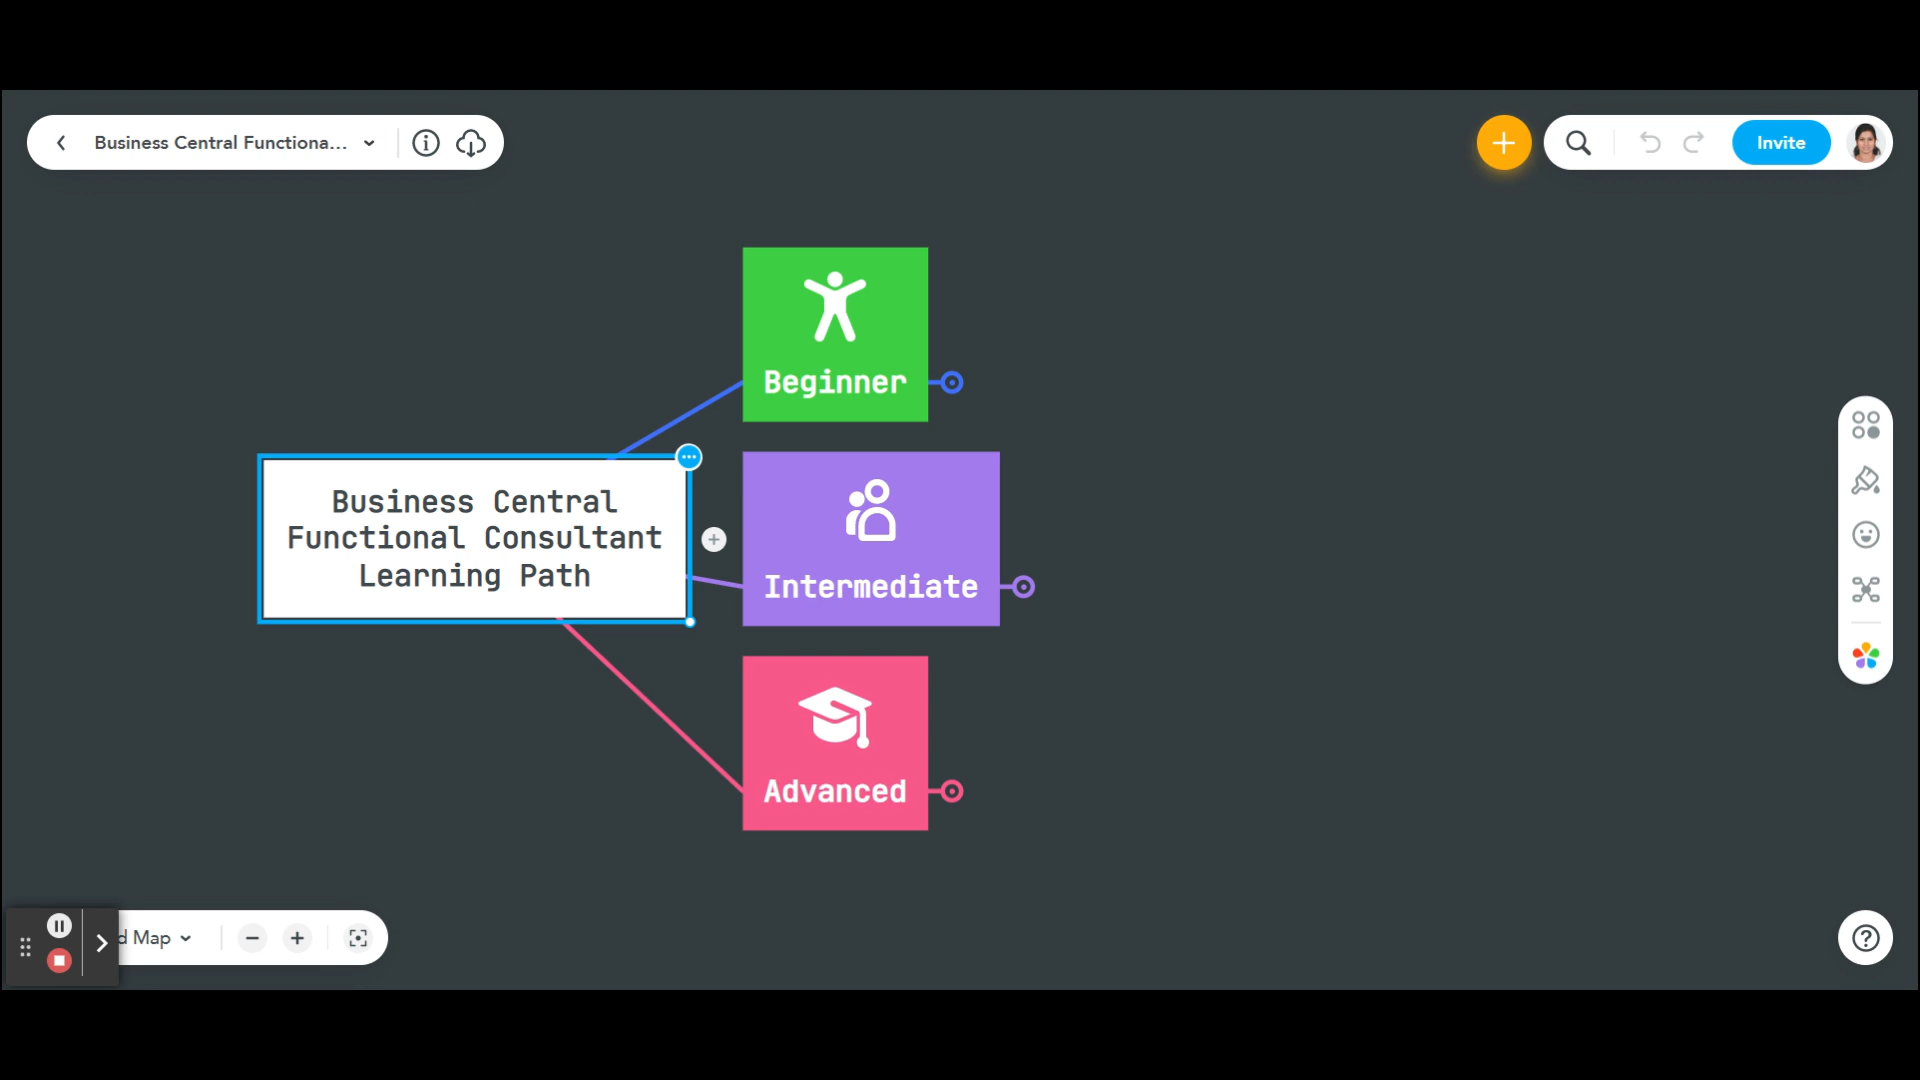 Business Central Functiona...
Invite
Beginner
Business Central
Functional Consultant
Learning Path
Intermediate
Advanced
d Map